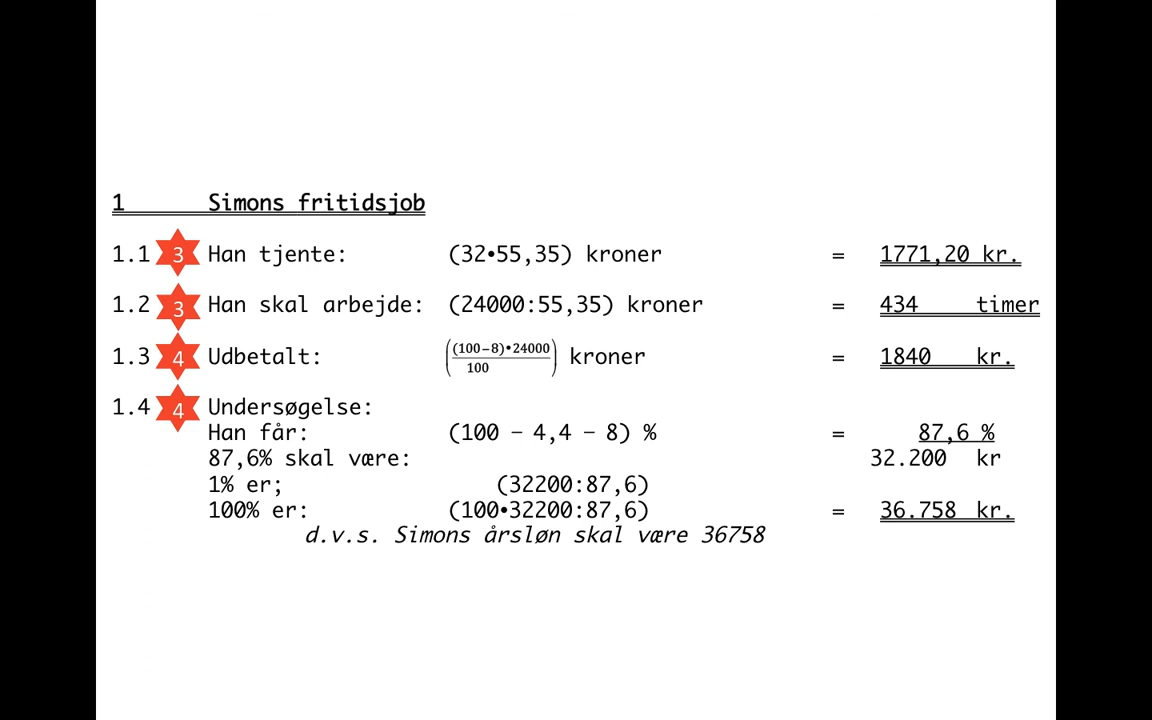 1 Simons fritidsjob
1.1 3 Han tjente: (32•55,35) kroner = 1771,20 kr.
1.2 3 Han skal arbejde: (24000:55,35) kroner = 434 timer
1.3 4 Udbetalt: ((100−8)•24000 / 100) kroner = 1840 kr.
1.4 4 Undersøgelse:
Han får: (100 − 4,4 − 8) % = 87,6 %
87,6% skal være: 32.200 kr
1% er; (32200:87,6)
100% er: (100•32200:87,6) = 36.758 kr.
d.v.s. Simons årsløn skal være 36758